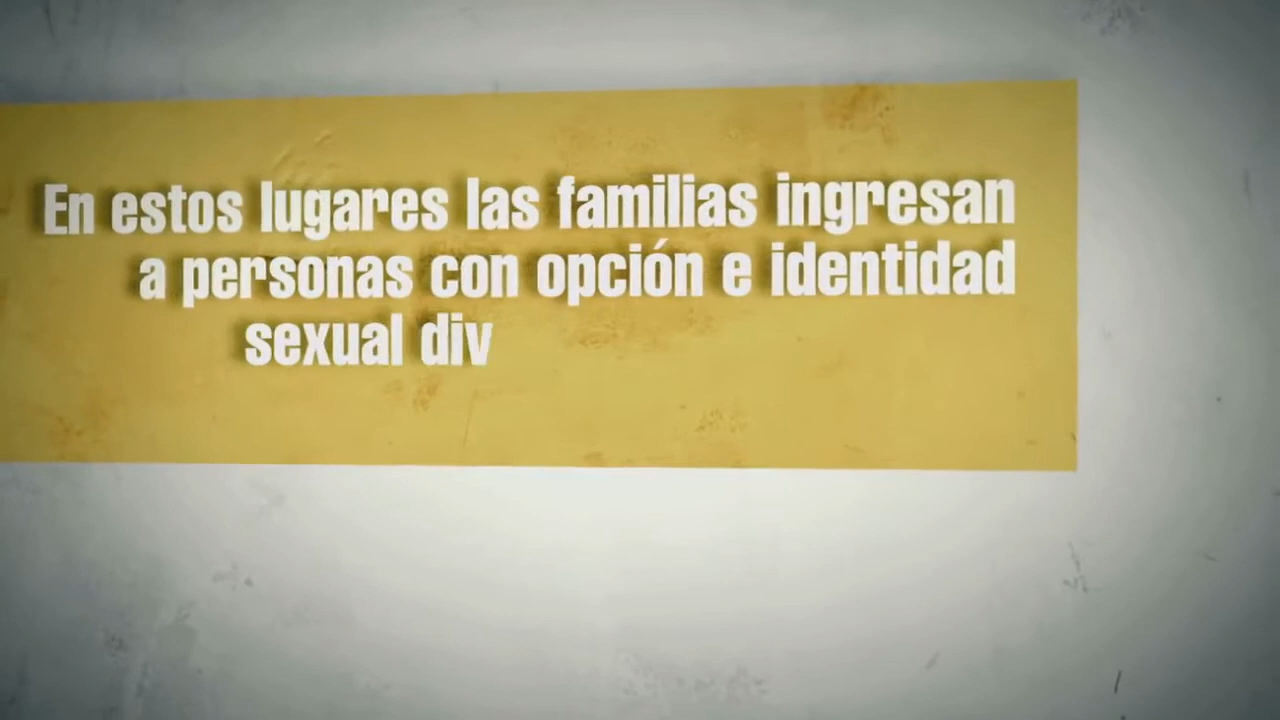 En estos lugares las familias ingresan
a personas con opción e identidad
sexual div